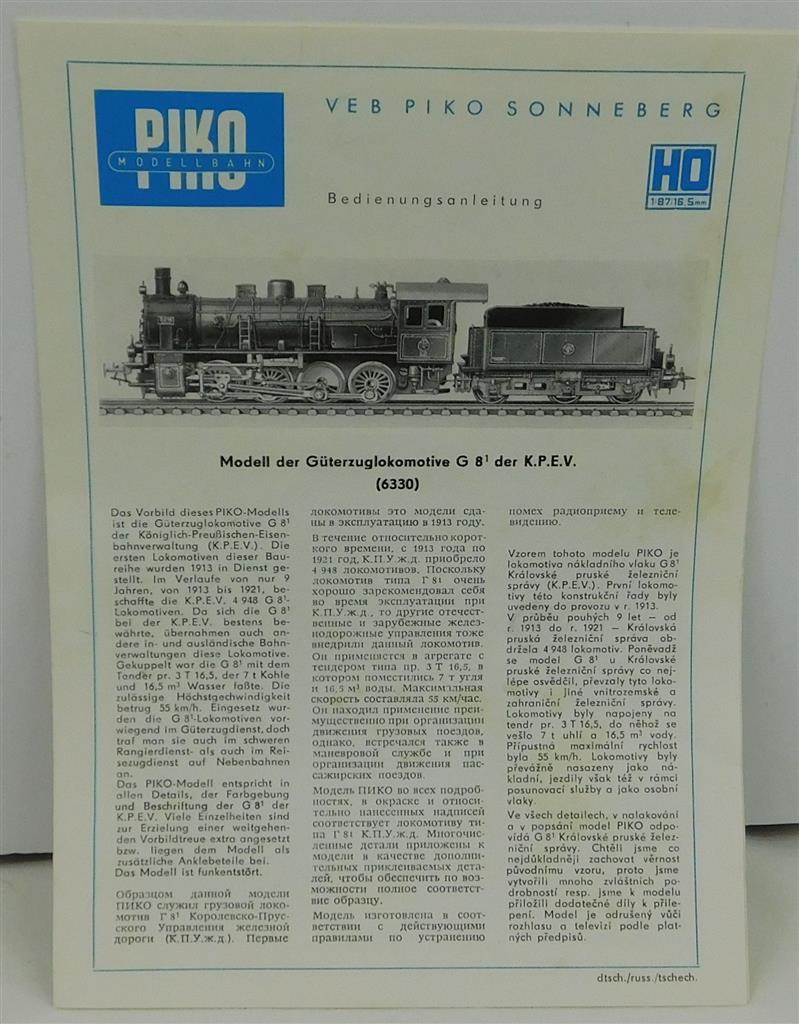 VEB PIKO SONNEBERG
PIKO
MODELLBAHN
HO
1:87/16,5mm
Bedienungsanleitung
Modell der Güterzuglokomotive G 8¹ der K.P.E.V.
(6330)
Das Vorbild dieses PIKO-Modells
ist die Güterzuglokomotive G 8¹
der Königlich-Preußischen-Eisen-
bahnverwaltung (K.P.E.V.). Die
ersten Lokomotiven dieser Bau-
reihe wurden 1913 in Dienst ge-
stellt. Im Verlaufe von nur 9
Jahren, von 1913 bis 1921, be-
schaffte die K.P.E.V. 4 948 G 8¹-
Lokomotiven. Da sich die G 8¹
bei der K.P.E.V. bestens be-
währte, übernahmen auch an-
dere in- und ausländische Bahn-
verwaltungen diese Lokomotive.
Gekuppelt war die G 8¹ mit dem
Tender pr. 3 T 16,5, der 7 t Kohle
und 16,5 m³ Wasser faßte. Die
zulässige Höchstgeschwindigkeit
betrug 55 km/h. Eingesetz wur-
den die G 8¹-Lokomotiven vor-
wiegend im Güterzugdienst, doch
traf man sie auch im schweren
Rangierdienst- als auch im Rei-
sezugdienst auf Nebenbahnen
an.
Das PIKO-Modell entspricht in
allen Details, der Farbgebung
und Beschriftung der G 8¹ der
K.P.E.V. Viele Einzelheiten sind
zur Erzielung einer weitgehen-
den Vorbildtreue extra angesetzt
bzw. liegen dem Modell als
zusätzliche Anklebeteile bei.
Das Modell ist funkentstört.
Образцом данной модели
ПИКО служил грузовой локо-
мотив Г 8¹ Королевско-Прус-
ского Управления железной
дороги (К.П.У.ж.д.). Первые
локомотивы это модели сда-
ны в эксплуатацию в 1913 году.
В течение относительно корот-
кого времени, с 1913 года по
1921 год, К.П.У.ж.д. приобрело
4 948 локомотивов. Поскольку
локомотив типа Г 8¹ очень
хорошо зарекомендовал себя
во время эксплуатации при
К.П.У.ж.д., то другие отечест-
венные и зарубежные желез-
нодорожные управления тоже
внедрили данный локомотив.
Он применяется в агрегате с
тендером тип пр. 3 Т 16,5, в
котором поместились 7 т угля
и 16,5 м³ воды. Максимальная
скорость составляла 55 км/час.
Он находил применение преи-
мущественно при организации
движения грузовых поездов,
однако, встречался также в
маневровой службе и при
организации движения пас-
сажирских поездов.
Модель ПИКО во всех подроб-
ностях, в окраске и относи-
тельно нанесенных надписей
соответствует локомотиву ти-
па Г 8¹ К.П.У.ж.д. Многочис-
ленные детали приложены к
модели в качестве дополни-
тельных приклеиваемых дета-
лей, чтобы обеспечить по воз-
можности полное соответст-
вие образцу.
Модель изготовлена в соот-
ветствии с действующими
правилами по устранению
помех радиоприему и теле-
видению.
Vzorem tohoto modelu PIKO je
lokomotiva nákladního vlaku G 8¹
Královské pruské železniční
správy (K.P.E.V.). První lokomo-
tivy této konstrukční řady byly
uvedeny do provozu v r. 1913.
V průběu pouhých 9 let — od
r. 1913 do r. 1921 — Královská
pruská železniční správa ob-
držela 4 948 lokomotiv. Poněvadž
se model G 8¹ u Královské
pruské železniční správy co nej-
lépe osvědčil, převzaly tyto loko-
motivy i jiné vnitrozemské a
zahraniční železniční správy.
Lokomotivy byly napojeny na
tendr pr. 3 T 16,5, do něhož se
vešlo 7 t uhlí a 16,5 m³ vody.
Přípustná maximální rychlost
byla 55 km/h. Lokomotivy byly
převážně nasazeny jako ná-
kladní, jezdily však též v rámci
posunovací služby a jako osobní
vlaky.
Ve všech detailech, v nalakování
a v popsání model PIKO odpo-
vídá G 8¹ Královské pruské želez-
niční správy. Chtěli jsme co
nejdůkladněji zachovat věrnost
původnímu vzoru, proto jsme
vytvořili mnoho zvláštních po-
drobností resp. jsme k modelu
přiložili dodatečné díly k přile-
pení. Model je odrušený vůči
rozhlasu a televizi podle plat-
ných předpisů.
dtsch./russ./tschech.